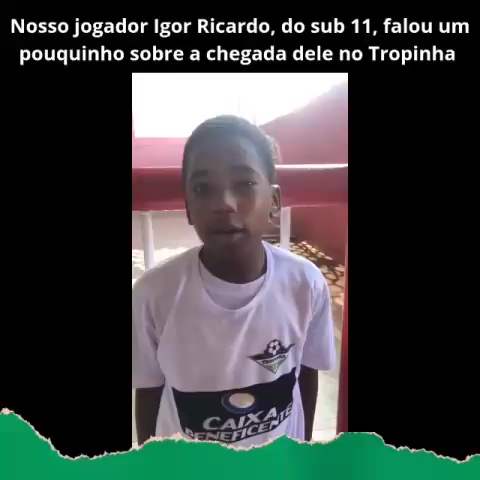 Nosso jogador Igor Ricardo, do sub 11, falou um
pouquinho sobre a chegada dele no Tropinha
CAIXA
BENEFICENTE